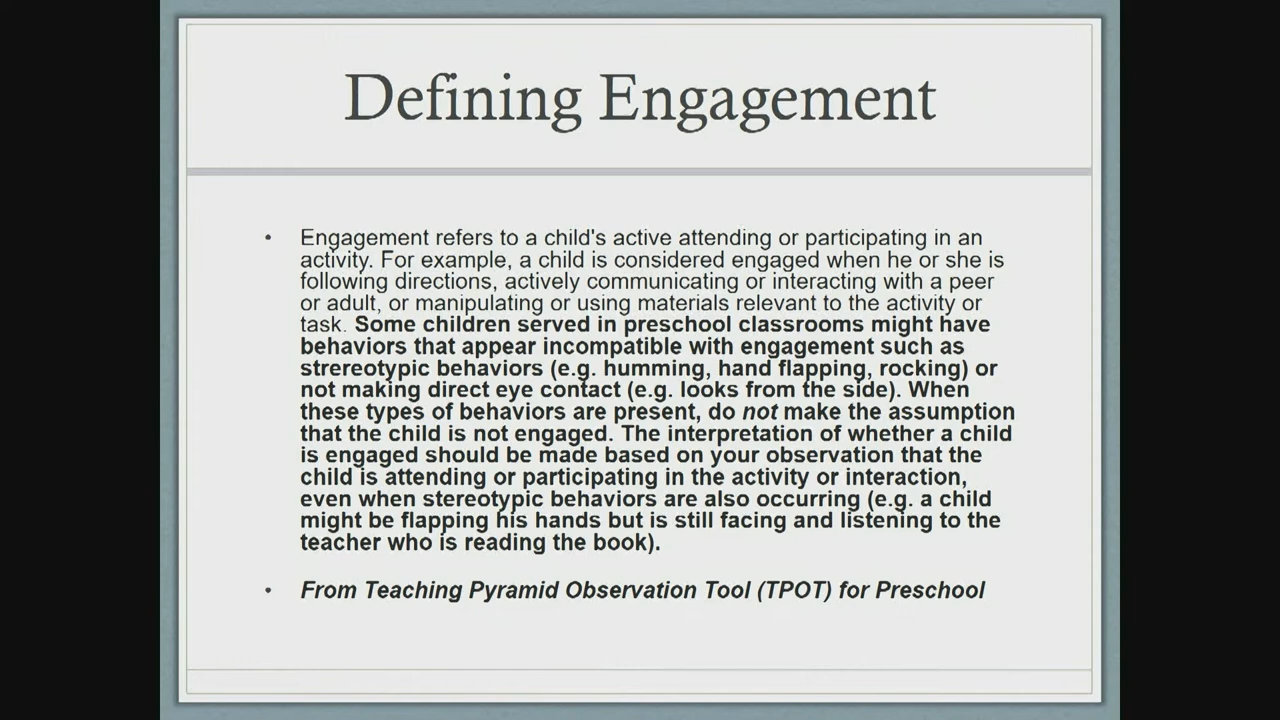 Defining Engagement
• Engagement refers to a child's active attending or participating in an
activity. For example, a child is considered engaged when he or she is
following directions, actively communicating or interacting with a peer
or adult, or manipulating or using materials relevant to the activity or
task. Some children served in preschool classrooms might have
behaviors that appear incompatible with engagement such as
strereotypic behaviors (e.g. humming, hand flapping, rocking) or
not making direct eye contact (e.g. looks from the side). When
these types of behaviors are present, do not make the assumption
that the child is not engaged. The interpretation of whether a child
is engaged should be made based on your observation that the
child is attending or participating in the activity or interaction,
even when stereotypic behaviors are also occurring (e.g. a child
might be flapping his hands but is still facing and listening to the
teacher who is reading the book).
• From Teaching Pyramid Observation Tool (TPOT) for Preschool